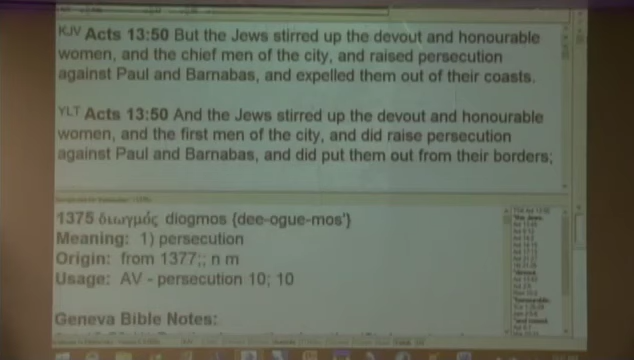 KJV Acts 13:50 But the Jews stirred up the devout and honourable
women, and the chief men of the city, and raised persecution
against Paul and Barnabas, and expelled them out of their coasts.
YLT Acts 13:50 And the Jews stirred up the devout and honourable
women, and the first men of the city, and did raise persecution
against Paul and Barnabas, and did put them out from their borders;
1375 διωγμός diogmos {dee-ogue-mos'}
Meaning: 1) persecution
Origin: from 1377;; n m
Usage: AV - persecution 10; 10
Geneva Bible Notes: